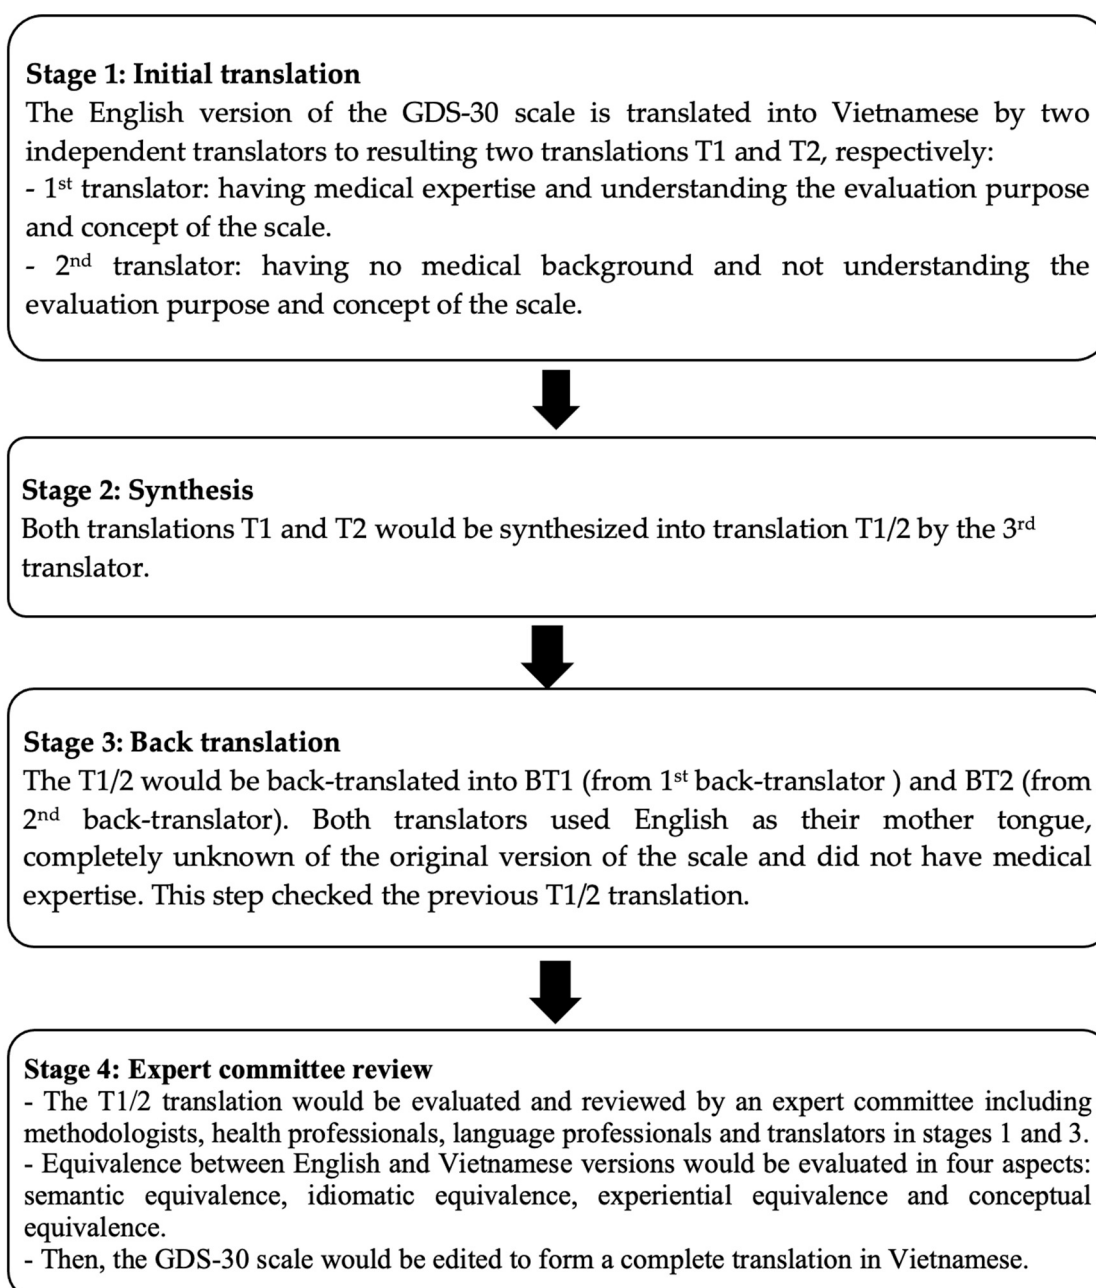 Stage 1: Initial translation
The English version of the GDS-30 scale is translated into Vietnamese by two
independent translators to resulting two translations T1 and T2, respectively:
- 1st translator: having medical expertise and understanding the evaluation purpose
and concept of the scale.
- 2nd translator: having no medical background and not understanding the
evaluation purpose and concept of the scale.
Stage 2: Synthesis
Both translations T1 and T2 would be synthesized into translation T1/2 by the 3rd
translator.
Stage 3: Back translation
The T1/2 would be back-translated into BT1 (from 1st back-translator ) and BT2 (from
2nd back-translator). Both translators used English as their mother tongue,
completely unknown of the original version of the scale and did not have medical
expertise. This step checked the previous T1/2 translation.
Stage 4: Expert committee review
- The T1/2 translation would be evaluated and reviewed by an expert committee including
methodologists, health professionals, language professionals and translators in stages 1 and 3.
- Equivalence between English and Vietnamese versions would be evaluated in four aspects:
semantic equivalence, idiomatic equivalence, experiential equivalence and conceptual
equivalence.
- Then, the GDS-30 scale would be edited to form a complete translation in Vietnamese.